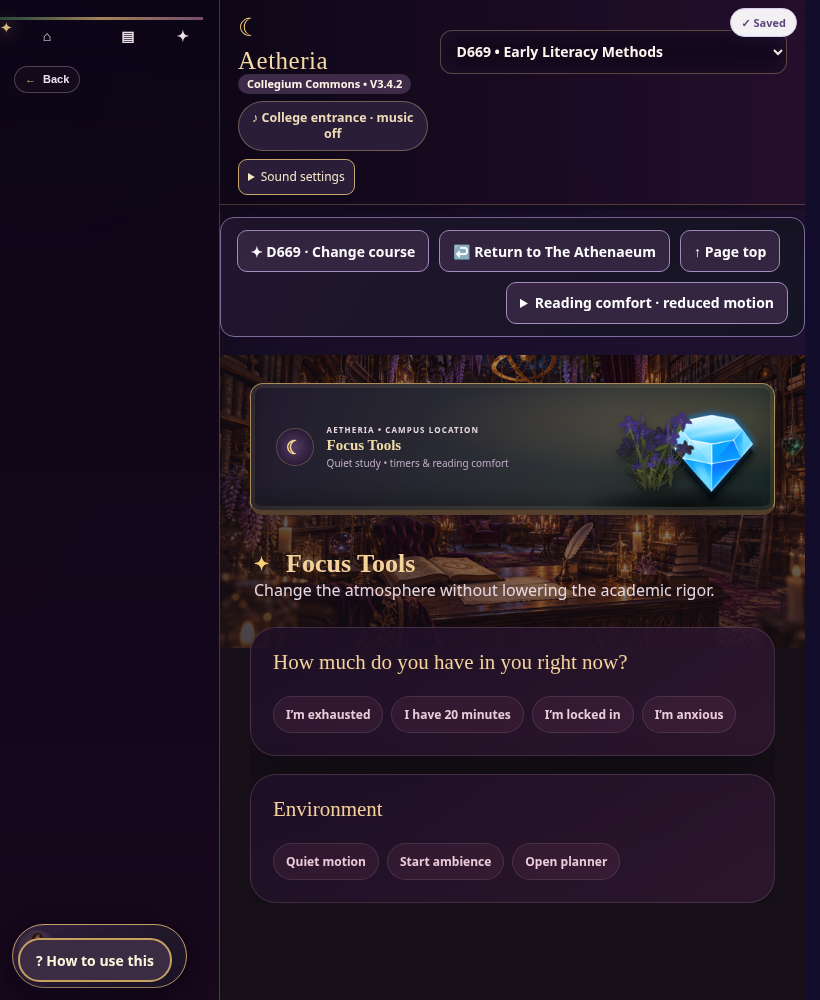 ← Back
? How to use this
Aetheria
Collegium Commons • V3.4.2
♪ College entrance · music
off
▶ Sound settings
✓ Saved
D669 • Early Literacy Methods
✦ D669 · Change course
↩️ Return to The Athenaeum
↑ Page top
▶ Reading comfort · reduced motion
AETHERIA • CAMPUS LOCATION
Focus Tools
Quiet study • timers & reading comfort
✦ Focus Tools
Change the atmosphere without lowering the academic rigor.
How much do you have in you right now?
I’m exhausted
I have 20 minutes
I’m locked in
I’m anxious
Environment
Quiet motion
Start ambience
Open planner